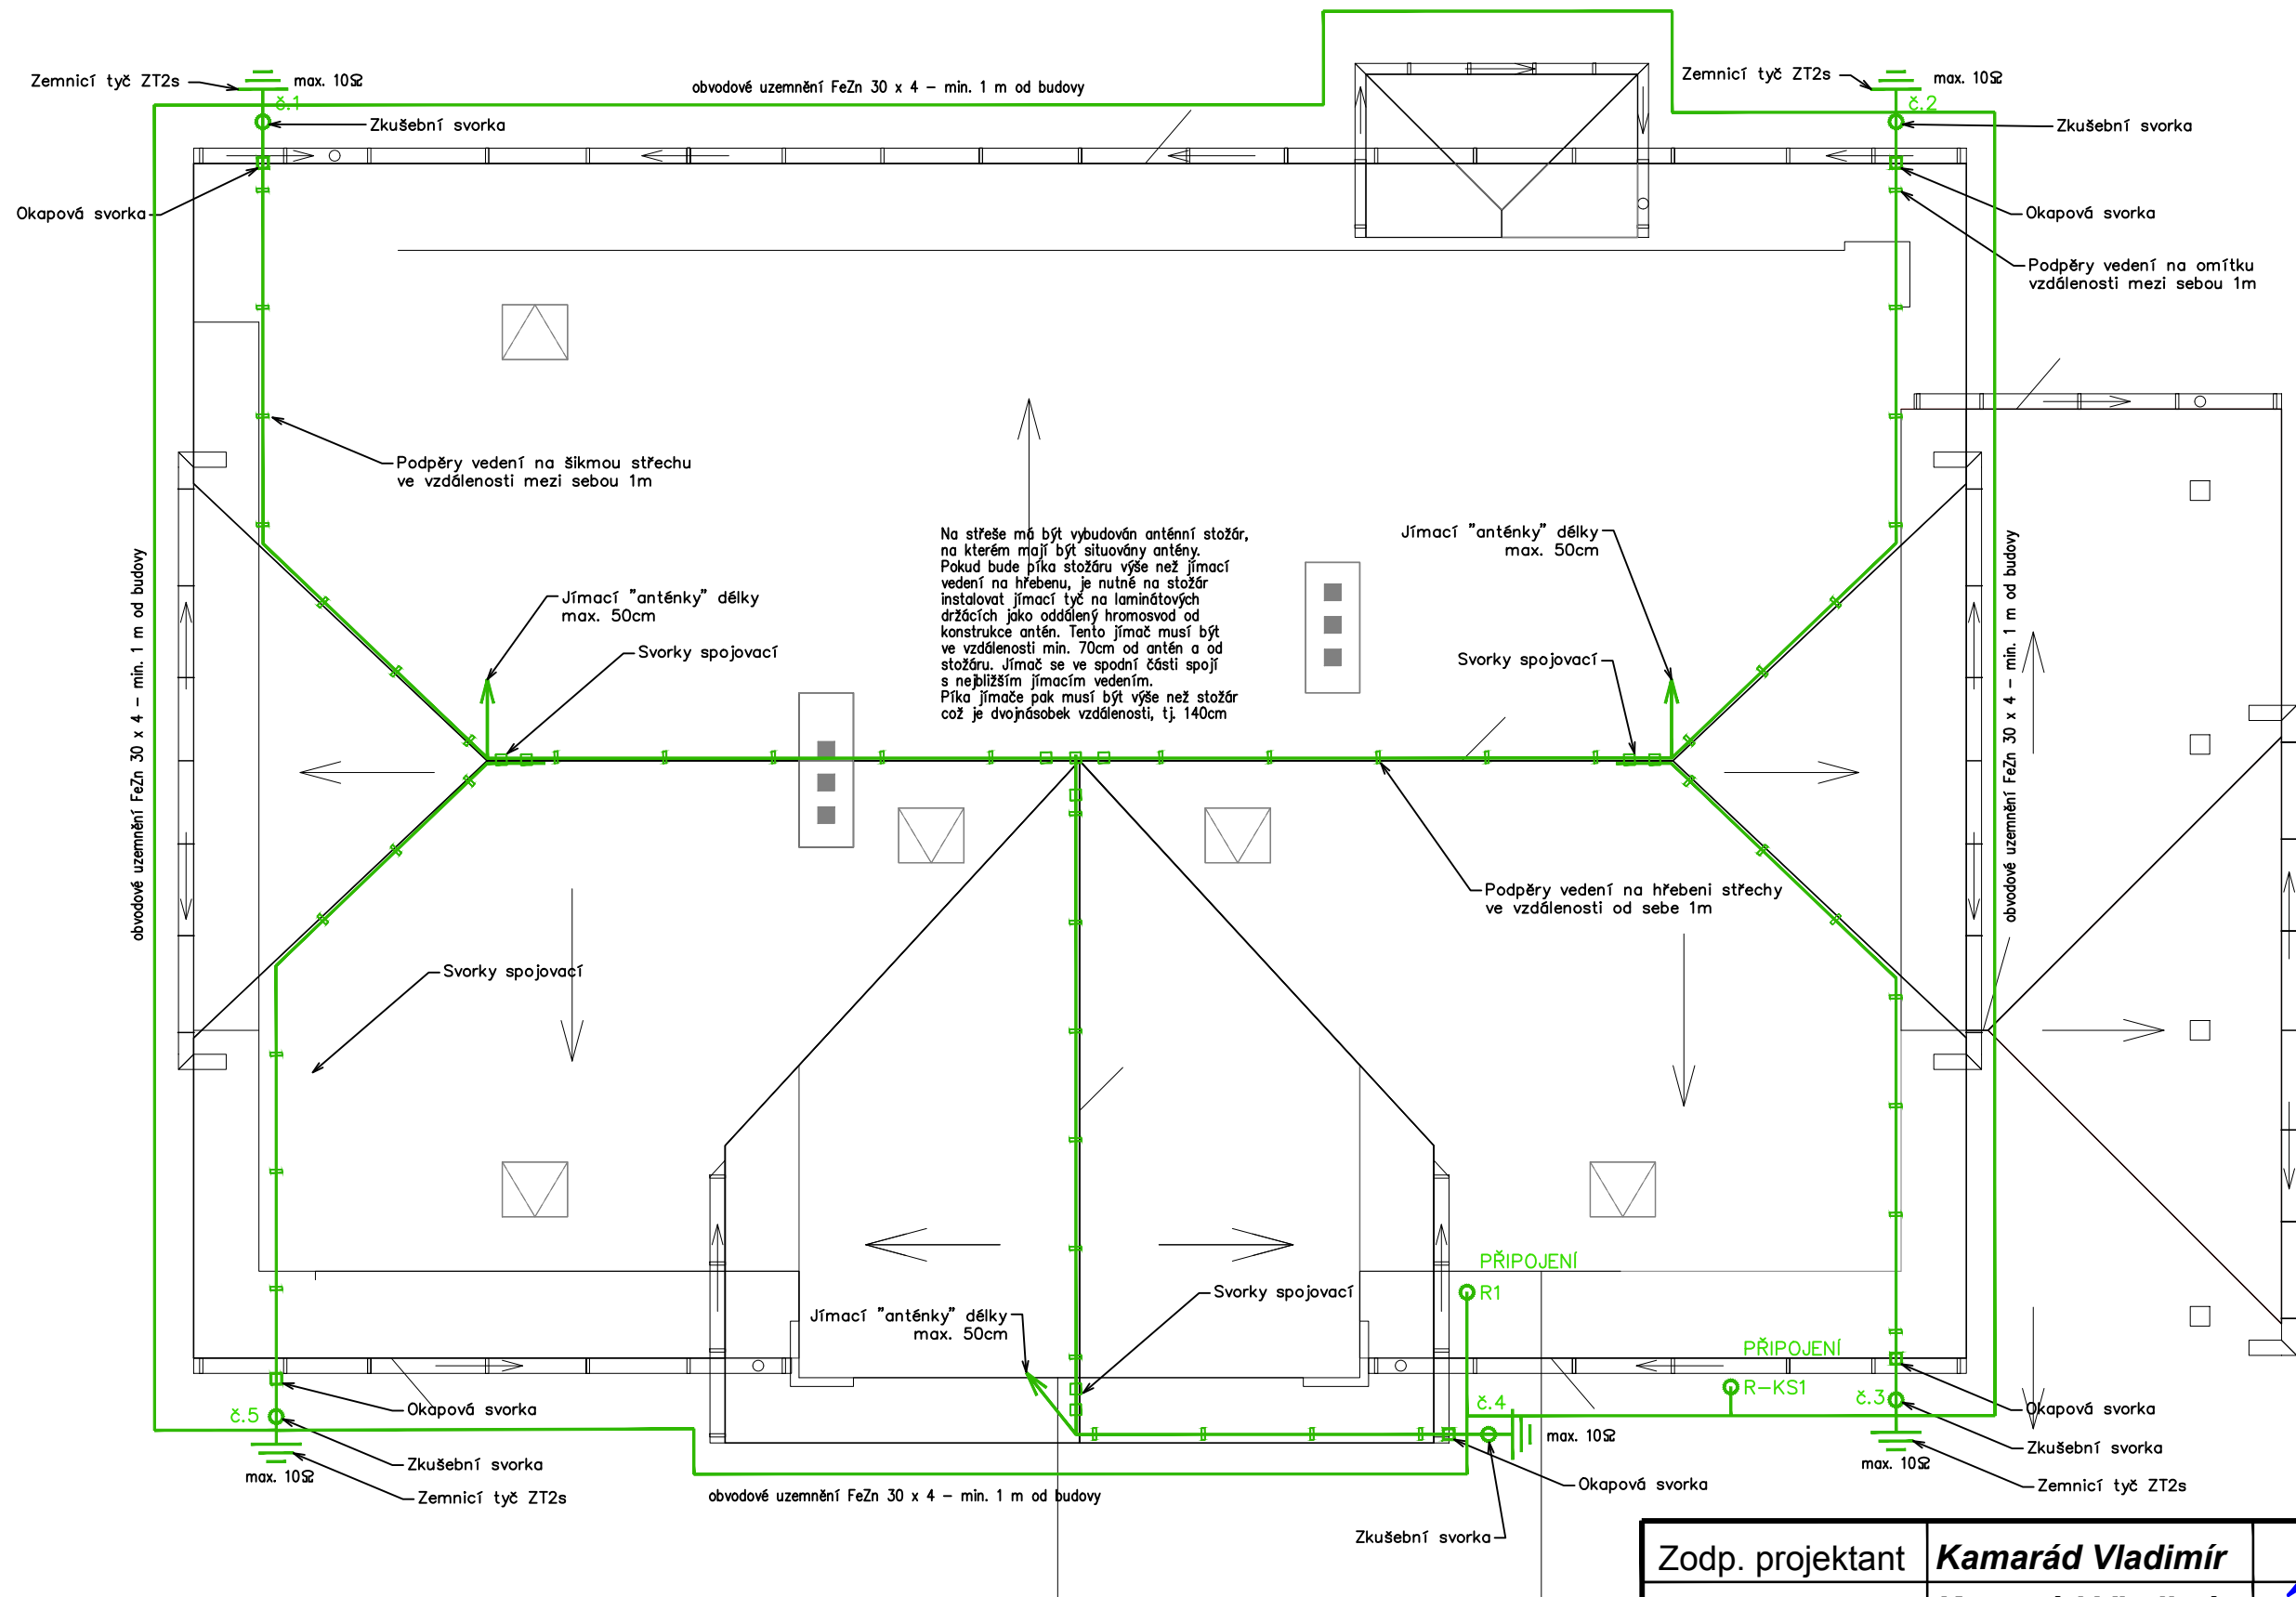 Zemnicí tyč ZT2s
max. 10Ω
č.1
Zkušební svorka
Okapová svorka
obvodové uzemnění FeZn 30 x 4 – min. 1 m od budovy
Zemnicí tyč ZT2s
max. 10Ω
č.2
Zkušební svorka
Okapová svorka
Podpěry vedení na omítku
vzdálenosti mezi sebou 1m
Podpěry vedení na šikmou střechu
ve vzdálenosti mezi sebou 1m
obvodové uzemnění FeZn 30 x 4 – min. 1 m od budovy
Jímací "anténky" délky
max. 50cm
Svorky spojovací
Na střeše má být vybudován anténní stožár,
na kterém mají být situovány antény.
Pokud bude píka stožáru výše než jímací
vedení na hřebenu, je nutné na stožár
instalovat jímací tyč na laminátových
držácích jako oddálený hromosvod od
konstrukce antén. Tento jímač musí být
ve vzdálenosti min. 70cm od antén a od
stožáru. Jímač se ve spodní části spojí
s nejbližším jímacím vedením.
Píka jímače pak musí být výše než stožár
což je dvojnásobek vzdálenosti, tj. 140cm
Jímací "anténky" délky
max. 50cm
Svorky spojovací
obvodové uzemnění FeZn 30 x 4 – min. 1 m od budovy
Podpěry vedení na hřebeni střechy
ve vzdálenosti od sebe 1m
Svorky spojovací
Jímací "anténky" délky
max. 50cm
Svorky spojovací
PŘIPOJENÍ
R1
PŘIPOJENÍ
R-KS1
č.3
č.4
max. 10Ω
Okapová svorka
č.5
Okapová svorka
Zkušební svorka
max. 10Ω
Zemnicí tyč ZT2s
obvodové uzemnění FeZn 30 x 4 – min. 1 m od budovy
Okapová svorka
Zkušební svorka
Zkušební svorka
max. 10Ω
Zemnicí tyč ZT2s
Zodp. projektant
Kamarád Vladimír